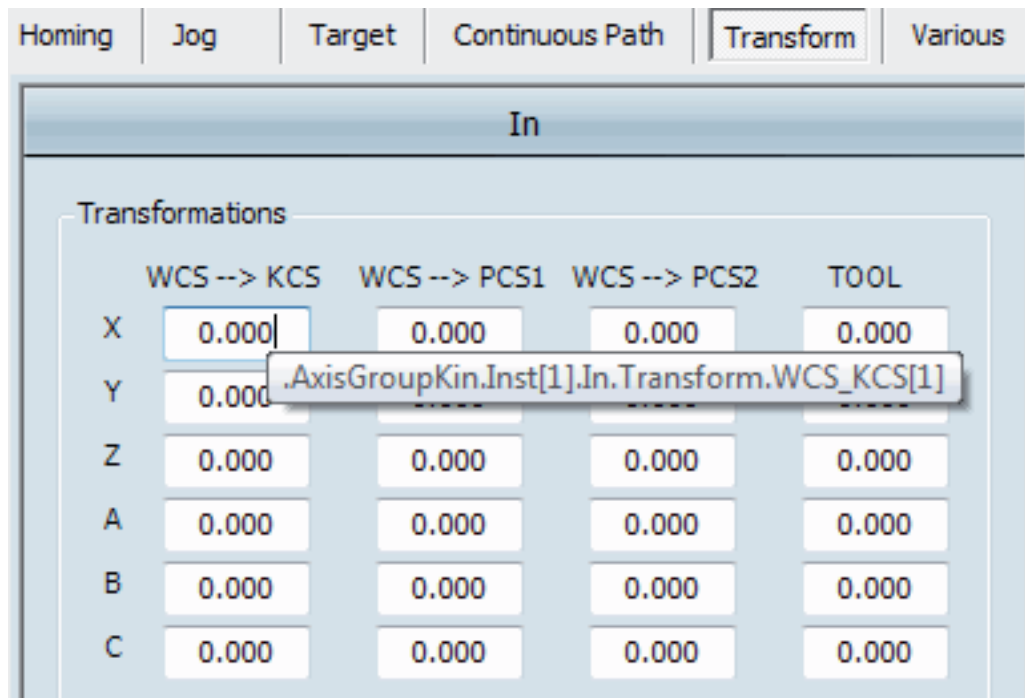 Homing Jog Target Continuous Path Transform Various
In
Transformations
WCS --> KCS WCS --> PCS1 WCS --> PCS2 TOOL
X 0.000 0.000 0.000 0.000
.AxisGroupKin.Inst[1].In.Transform.WCS_KCS[1]
Y 0.000
Z 0.000 0.000 0.000 0.000
A 0.000 0.000 0.000 0.000
B 0.000 0.000 0.000 0.000
C 0.000 0.000 0.000 0.000